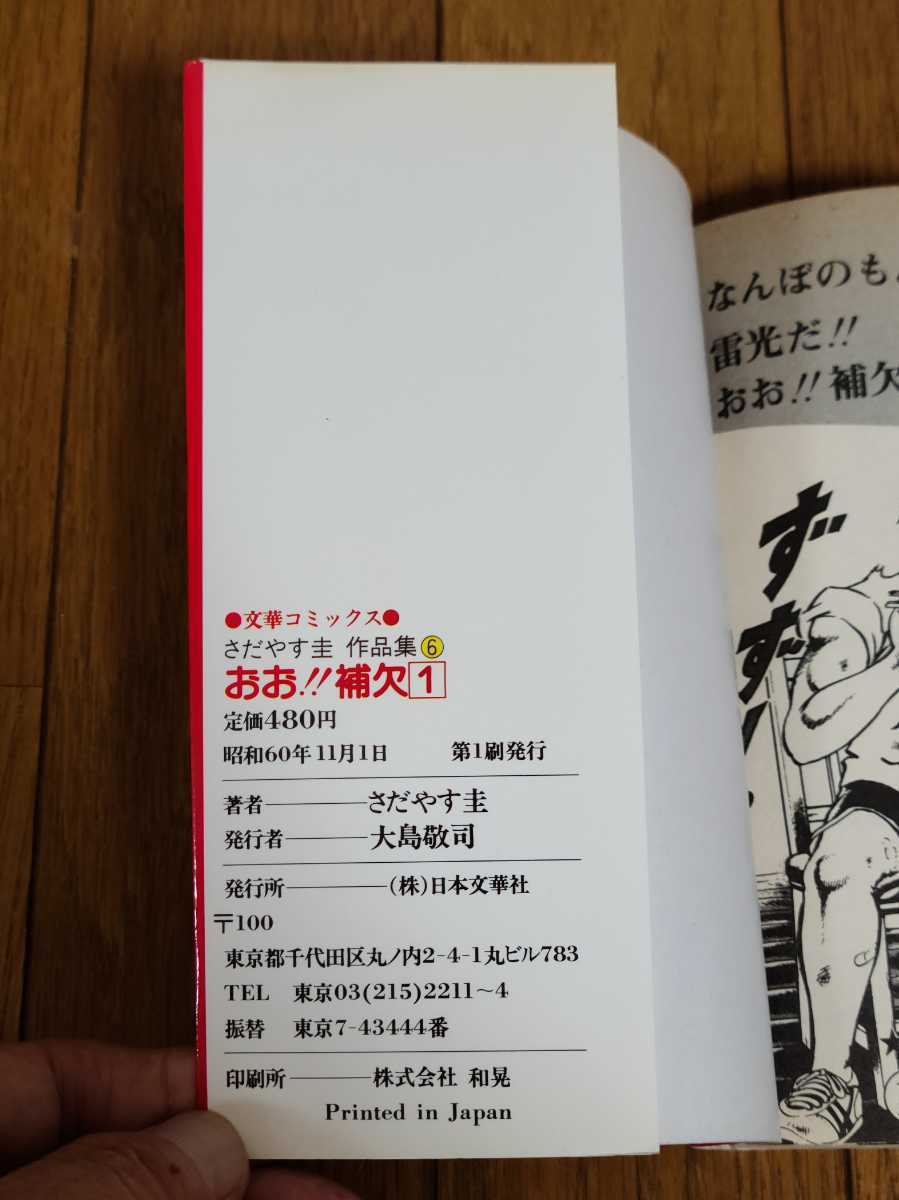 ●文華コミックス●
さだやす圭 作品集⑥
おお!!補欠1
定価480円
昭和60年11月1日 第1刷発行
著者————さだやす圭
発行者————大島敬司
発行所————(株)日本文華社
〒100
東京都千代田区丸ノ内2-4-1丸ビル783
TEL 東京03(215)2211〜4
振替 東京7-43444番
印刷所————株式会社 和晃
Printed in Japan
なんぼのも
雷光だ!!
おお!!補欠
ずずず